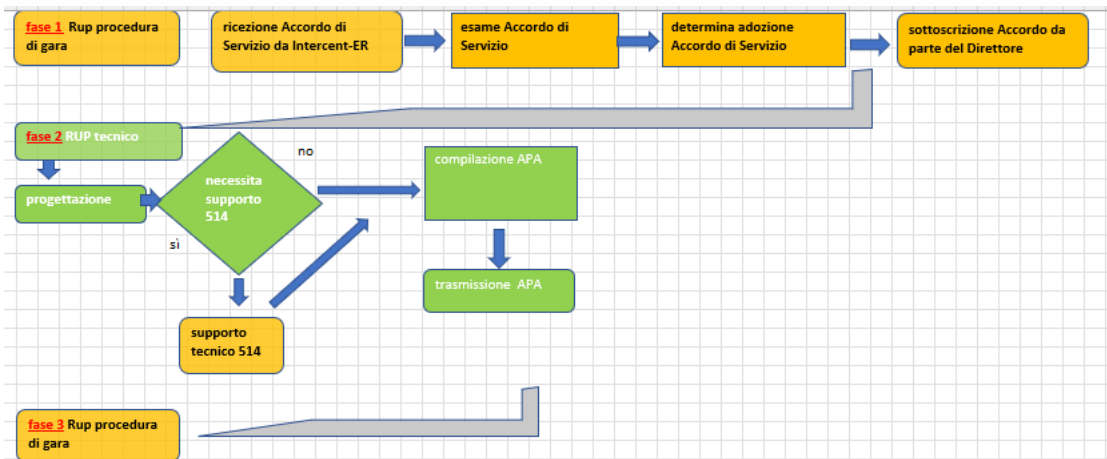 fase 1 Rup procedura
di gara
ricezione Accordo di
Servizio da Intercent-ER
esame Accordo di
Servizio
determina adozione
Accordo di Servizio
sottoscrizione Accordo da
parte del Direttore
fase 2 RUP tecnico
progettazione
necessita
supporto
514
no
sì
compilazione APA
trasmissione APA
supporto
tecnico 514
fase 3 Rup procedura
di gara